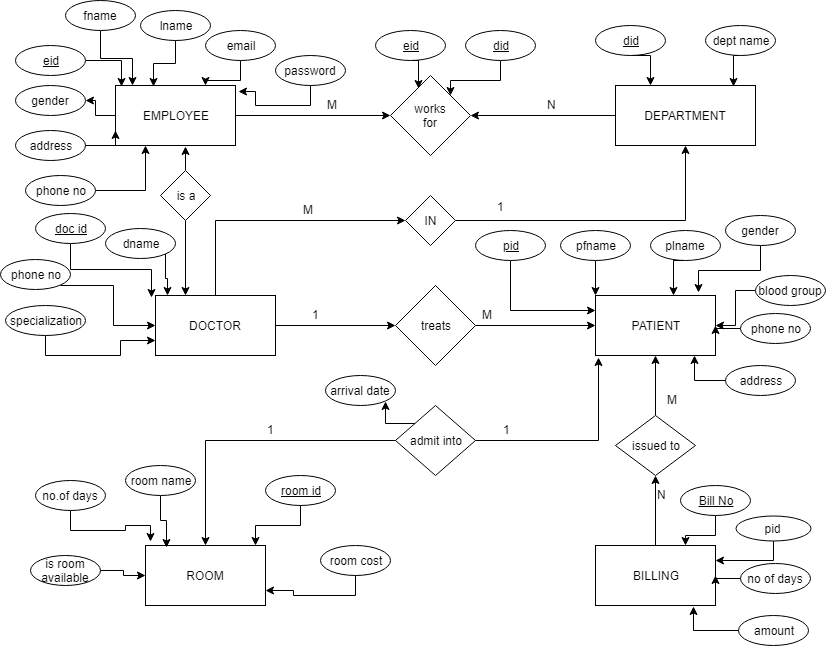 fname
lname
email
password
eid
gender
address
phone no
EMPLOYEE
M
eid
did
works
for
N
did
dept name
DEPARTMENT
is a
M
IN
1
doc id
dname
phone no
specialization
DOCTOR
1
treats
M
pid
pfname
plname
gender
blood group
phone no
address
PATIENT
arrival date
1
admit into
1
M
issued to
N
no.of days
room name
room id
is room
available
room cost
ROOM
Bill No
pid
no of days
amount
BILLING